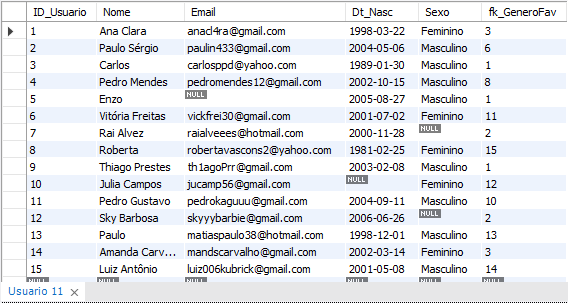 ID_Usuario Nome Email Dt_Nasc Sexo fk_GeneroFav
1 Ana Clara anacl4ra@gmail.com 1998-03-22 Feminino 3
2 Paulo Sérgio paulin433@gmail.com 2004-05-06 Masculino 6
3 Carlos carlosppd@yahoo.com 1989-01-30 Masculino 1
4 Pedro Mendes pedromendes12@gmail.com 2002-10-15 Masculino 8
5 Enzo NULL 2005-08-27 Masculino 1
6 Vitória Freitas vickfrei30@gmail.com 2001-07-02 Feminino 11
7 Rai Alvez raialveees@hotmail.com 2000-11-28 NULL 2
8 Roberta robertavascons2@yahoo.com 1981-02-25 Feminino 15
9 Thiago Prestes th1agoPrr@gmail.com 2003-02-08 Masculino 1
10 Julia Campos jucamp56@gmail.com NULL Feminino 12
11 Pedro Gustavo pedrokaguuu@gmail.com 2004-09-11 Masculino 10
12 Sky Barbosa skyyybarbie@gmail.com 2006-06-26 NULL 2
13 Paulo matiaspaulo38@hotmail.com 1998-12-01 Masculino 13
14 Amanda Carv... mandscarvalho@gmail.com 2002-03-14 Feminino 3
15 Luiz Antônio luiz006kubrick@gmail.com 2001-05-08 Masculino 14
NULL NULL NULL NULL NULL NULL
Usuario 11